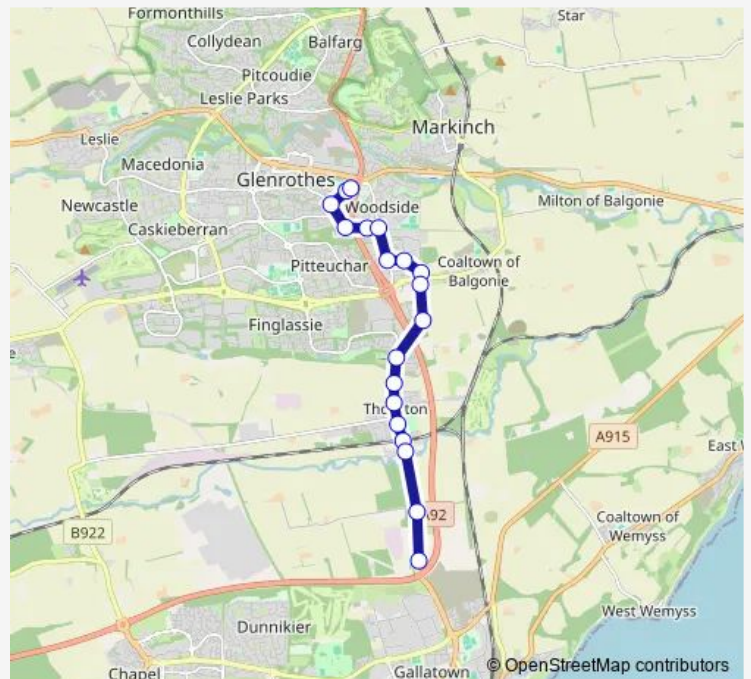 Formonthills
Star
Collydean
Balfarg
Pitcoudie
Leslie Parks
Markinch
Leslie
Macedonia
Glenrothes
Newcastle
Woodside
Milton of Balgonie
Caskieberran
Pitteuchar
Coaltown of
Balgonie
Finglassie
A915
East
A92
Coaltown of
Wemyss
B922
West Wemyss
Dunnikier
Chapel
Gallatown
© OpenStreetMap contributors